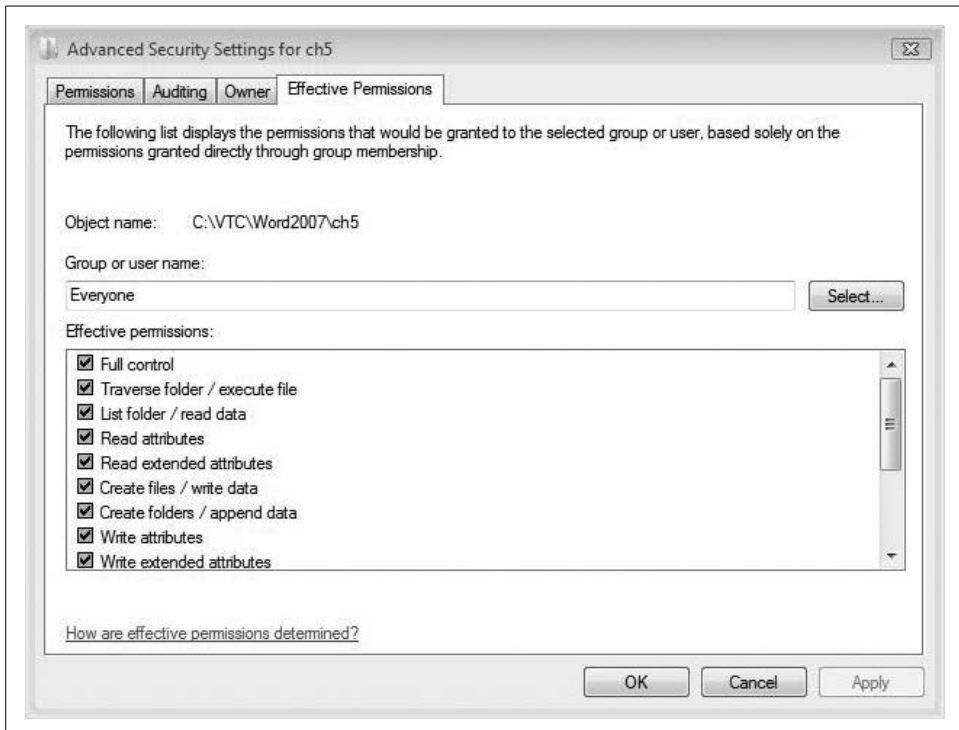 Advanced Security Settings for ch5
Permissions
Auditing
Owner
Effective Permissions
The following list displays the permissions that would be granted to the selected group or user, based solely on the
permissions granted directly through group membership.
Object name: C:\VTC\Word2007\ch5
Group or user name:
Everyone
Select...
Effective permissions:
Full control
Traverse folder / execute file
List folder / read data
Read attributes
Read extended attributes
Create files / write data
Create folders / append data
Write attributes
Write extended attributes
How are effective permissions determined?
OK
Cancel
Apply